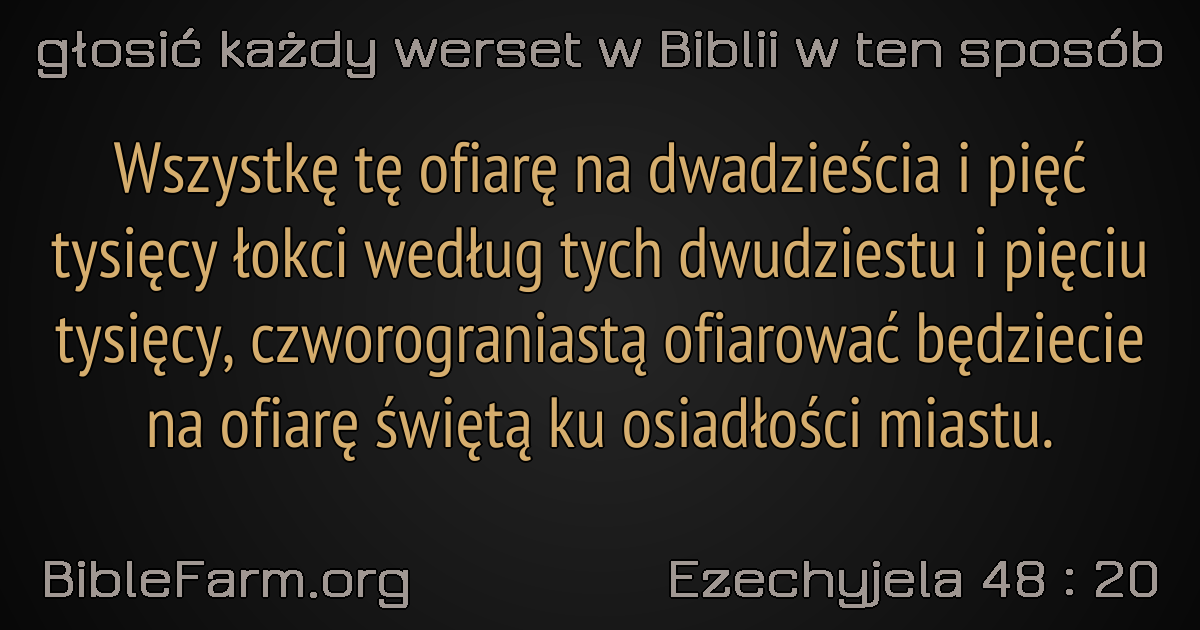 głosić każdy werset w Biblii w ten sposób
Wszystkę tę ofiarę na dwadzieścia i pięć
tysięcy łokci według tych dwudziestu i pięciu
tysięcy, czworograniastą ofiarować będziecie
na ofiarę świętą ku osiadłości miastu.
BibleFarm.org
Ezechyjela 48 : 20